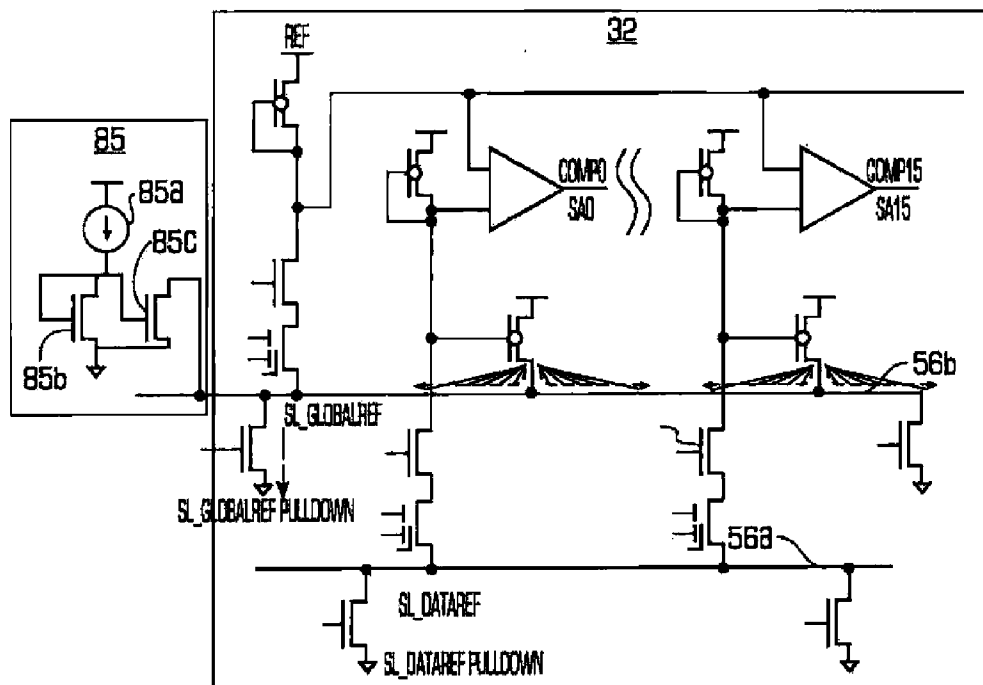 32
REF
85
85a
85C
85b
COMP0
SA0
COMP15
SA15
56b
SL_GLOBALREF
SL_GLOBALREF PULLDOWN
56a
SL_DATAREF
SL_DATAREF PULLDOWN